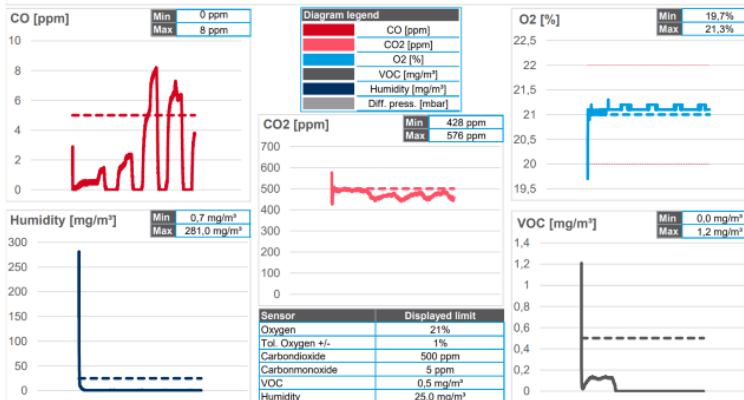 CO [ppm]
Min 0 ppm
Max 8 ppm
10
8
6
4
2
0
Diagram legend
CO [ppm]
CO2 [ppm]
O2 [%]
VOC [mg/m³]
Humidity [mg/m³]
Diff. press. [mbar]
O2 [%]
Min 19,7%
Max 21,3%
22,5
22
21,5
21
20,5
20
19,5
CO2 [ppm]
Min 428 ppm
Max 576 ppm
700
600
500
400
300
200
100
0
Humidity [mg/m³]
Min 0,7 mg/m³
Max 281,0 mg/m³
300
250
200
150
100
50
0
Sensor Displayed limit
Oxygen 21%
Tol. Oxygen +/- 1%
Carbondioxide 500 ppm
Carbonmonoxide 5 ppm
VOC 0,5 mg/m³
Humidity 25,0 mg/m³
VOC [mg/m³]
Min 0,0 mg/m³
Max 1,2 mg/m³
1,4
1,2
1
0,8
0,6
0,4
0,2
0